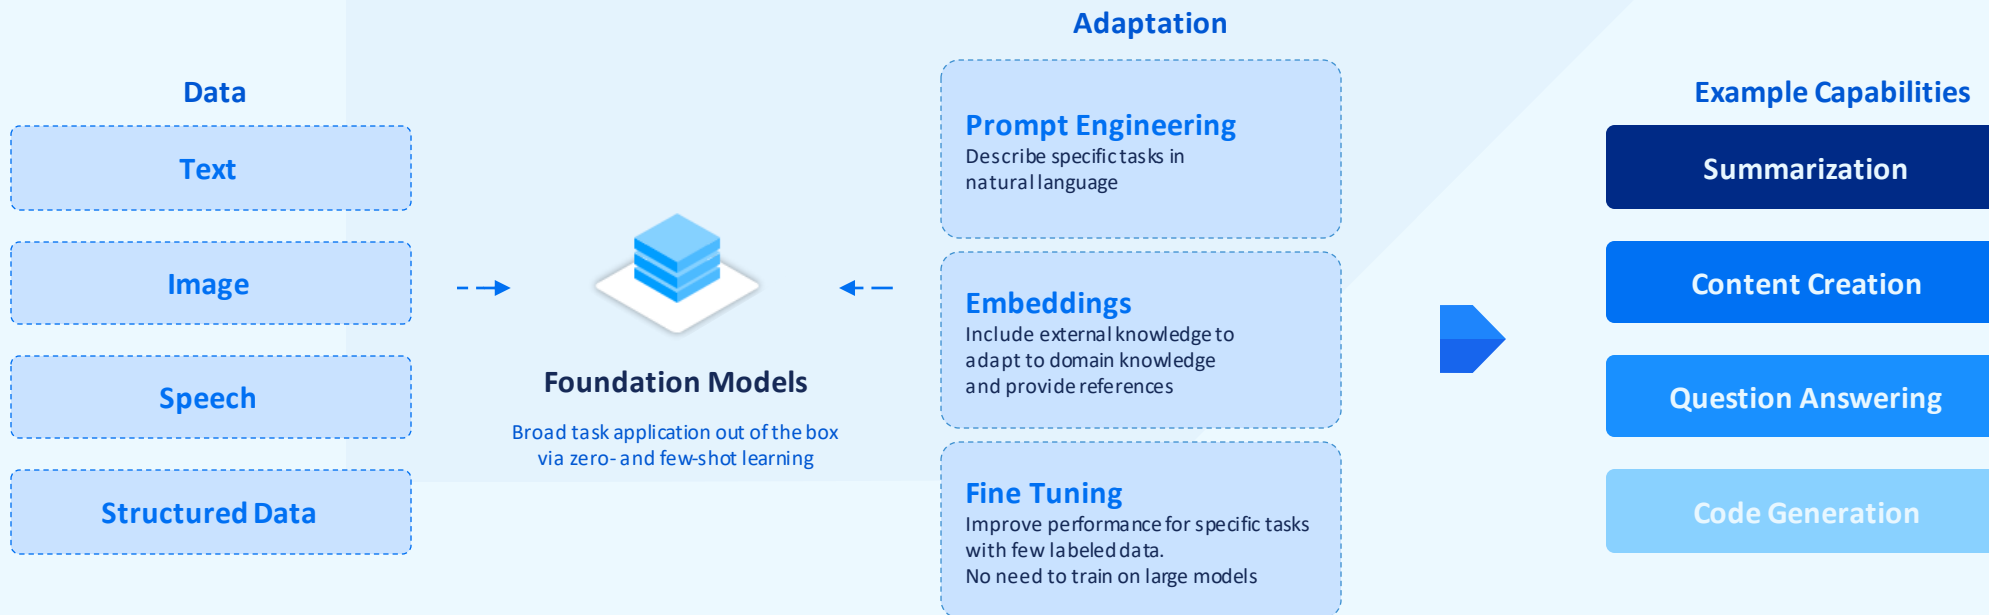 Data
Text
Image
Speech
Structured Data
Foundation Models
Broad task application out of the box
via zero- and few-shot learning
Adaptation
Prompt Engineering
Describe specific tasks in
natural language
Embeddings
Include external knowledge to
adapt to domain knowledge
and provide references
Fine Tuning
Improve performance for specific tasks
with few labeled data.
No need to train on large models
Example Capabilities
Summarization
Content Creation
Question Answering
Code Generation